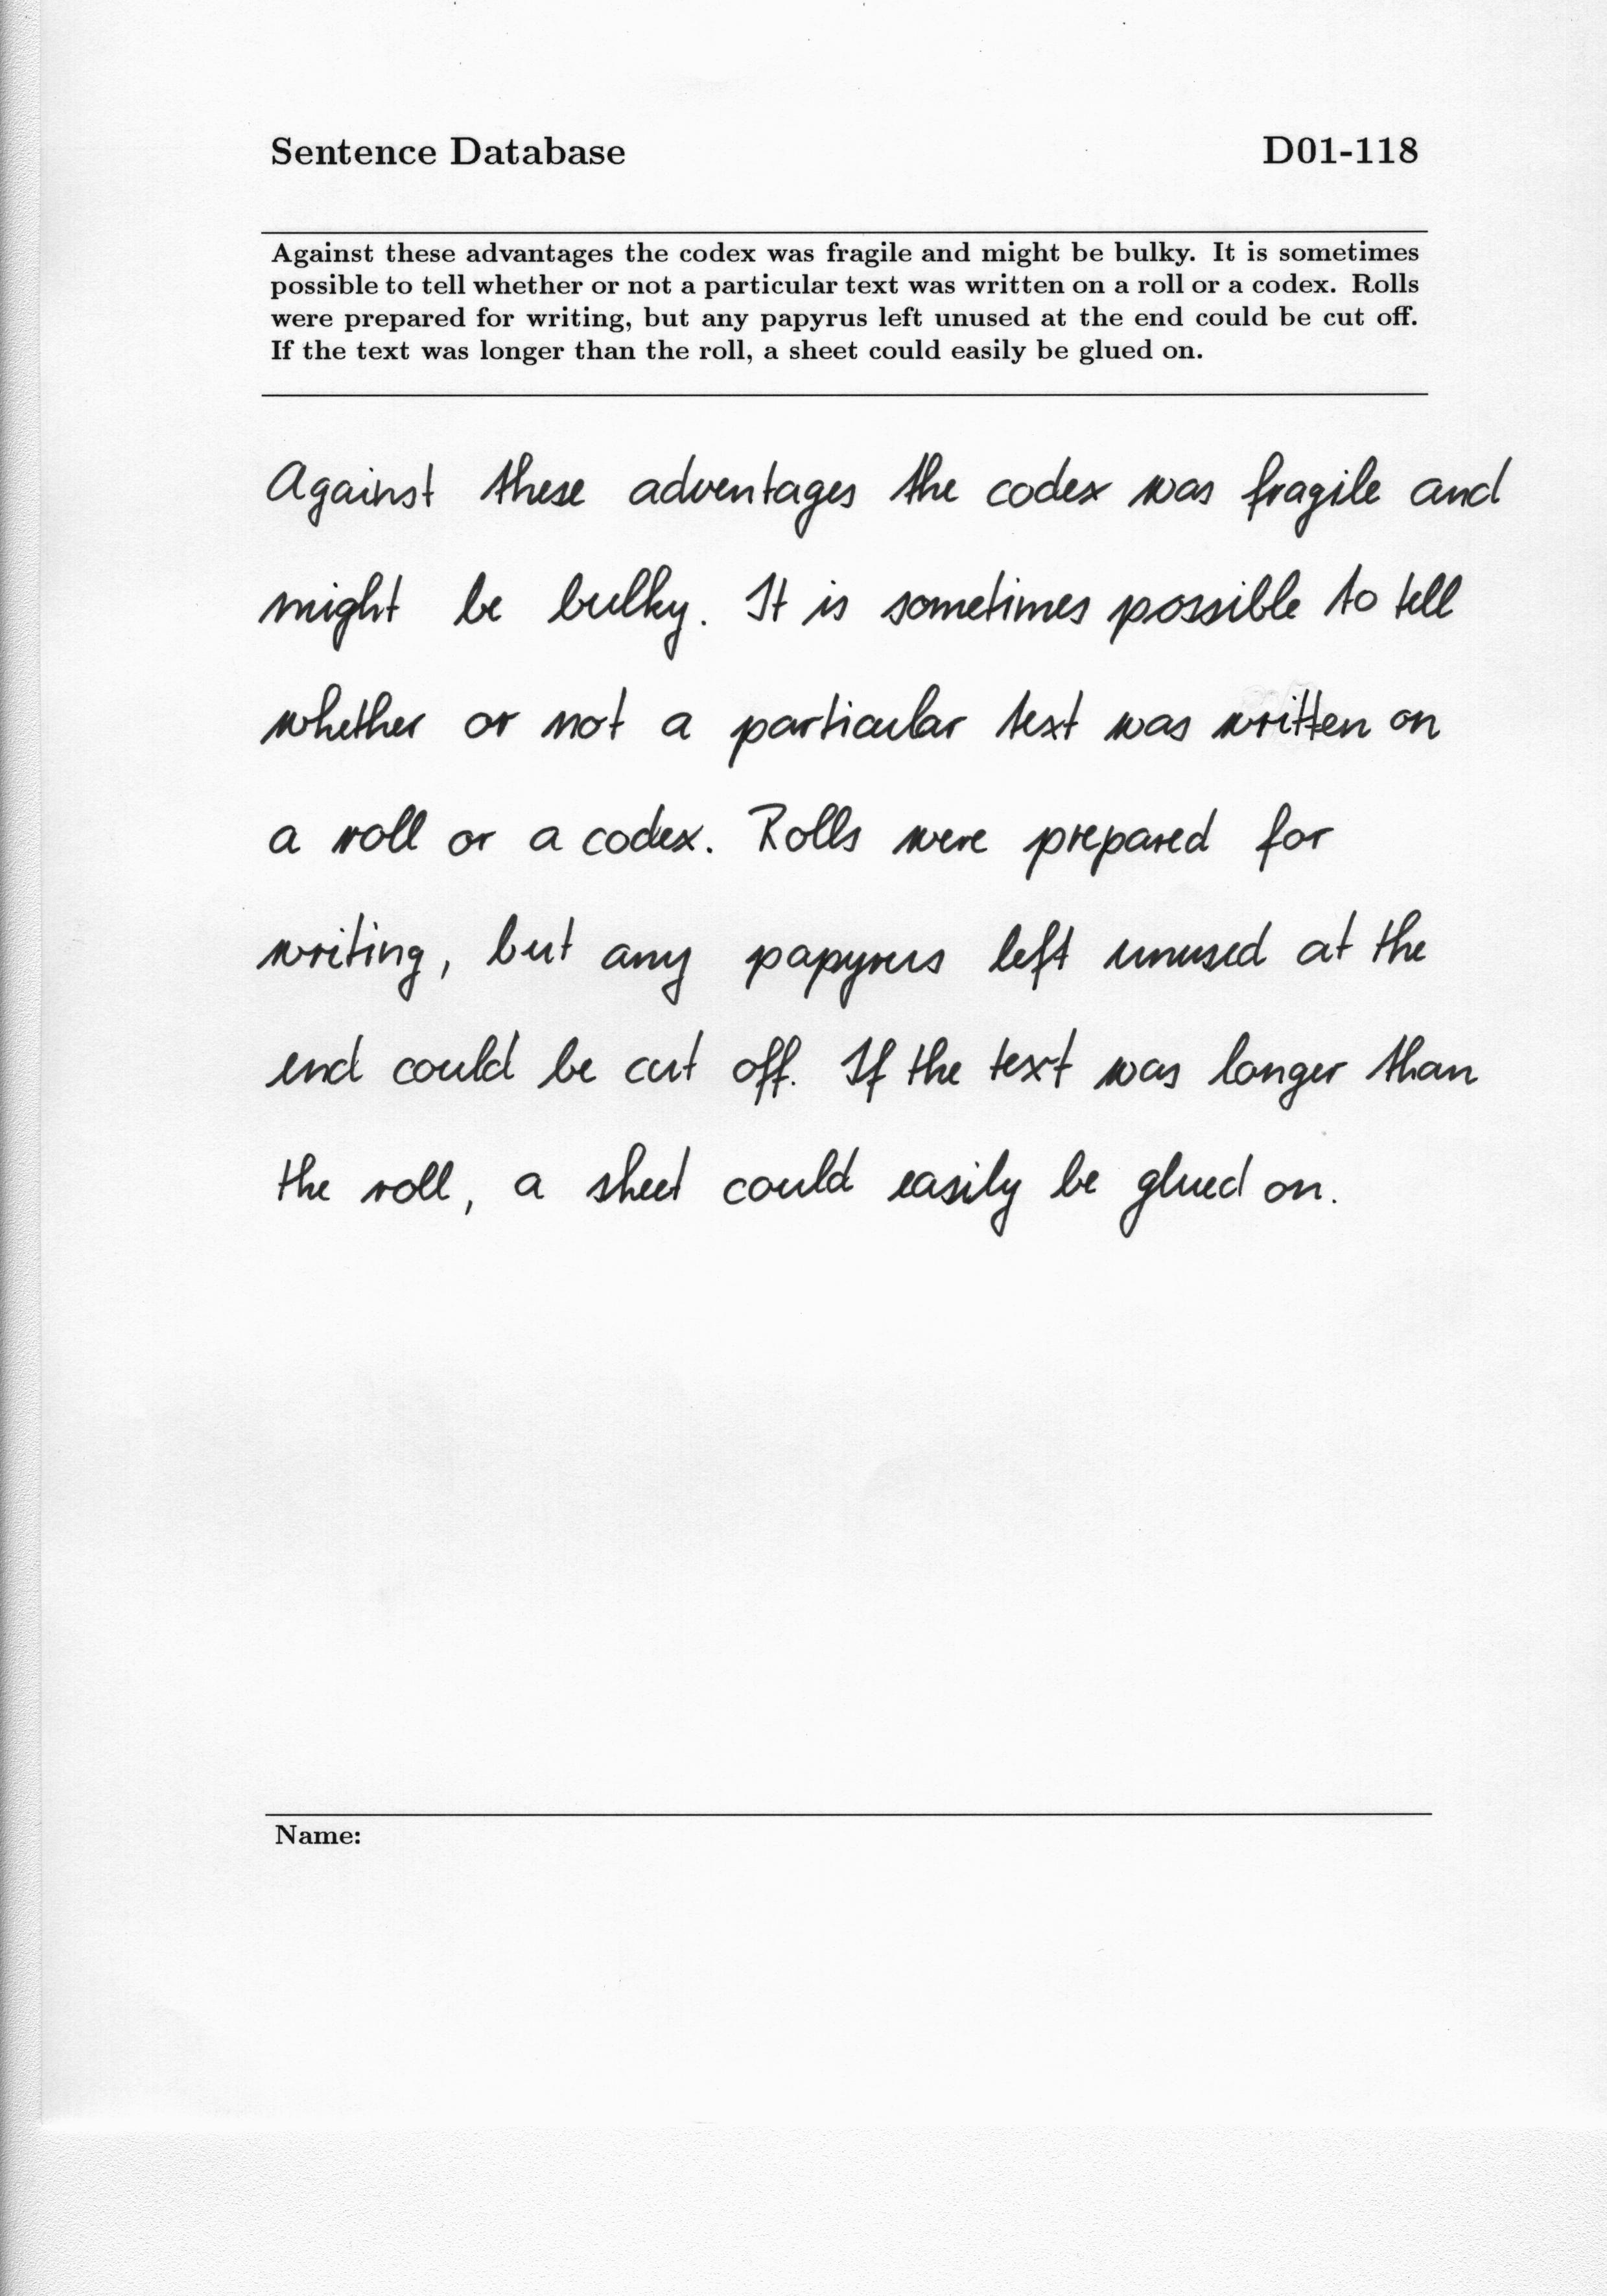 Sentence Database D01-118
Against these advantages the codex was fragile and might be bulky. It is sometimes
possible to tell whether or not a particular text was written on a roll or a codex. Rolls
were prepared for writing, but any papyrus left unused at the end could be cut off.
If the text was longer than the roll, a sheet could easily be glued on.
Against these adventages the codex was fragile and
might be bulky. It is sometimes possible to tell
whether or not a particular text was written on
a roll or a codex. Rolls were prepared for
writing, but any papyrus left unused at the
end could be cut off. If the text was longer than
the roll, a sheet could easily be glued on.
Name: